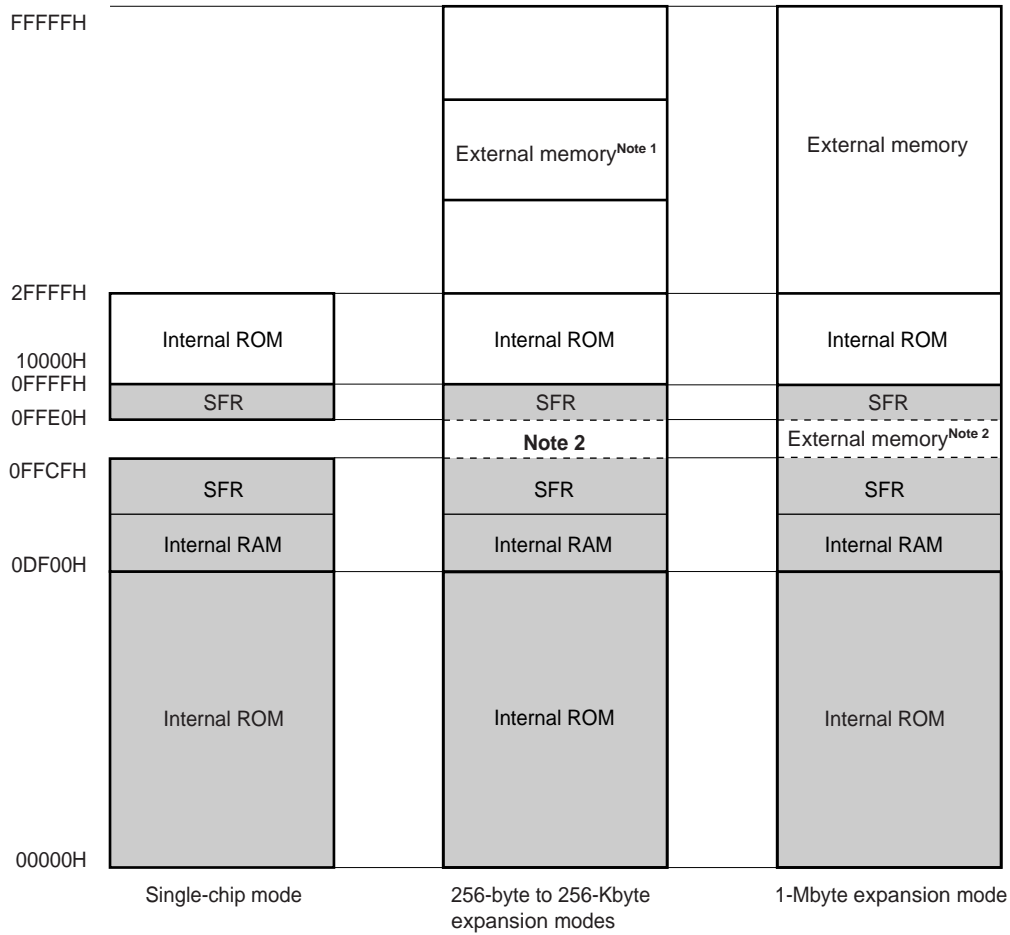 FFFFFH
External memoryNote 1
External memory
2FFFFH
Internal ROM
Internal ROM
Internal ROM
10000H
0FFFFH
SFR
SFR
SFR
0FFE0H
Note 2
External memoryNote 2
0FFCFH
SFR
SFR
SFR
Internal RAM
Internal RAM
Internal RAM
0DF00H
Internal ROM
Internal ROM
Internal ROM
00000H
Single-chip mode
256-byte to 256-Kbyte
expansion modes
1-Mbyte expansion mode